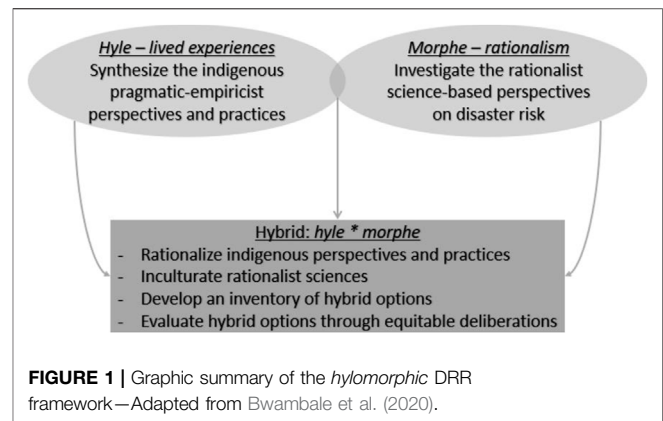 Hyle – lived experiences
Synthesize the indigenous
pragmatic-empiricist
perspectives and practices
Morphe – rationalism
Investigate the rationalist
science-based perspectives
on disaster risk
Hybrid: hyle * morphe
- Rationalize indigenous perspectives and practices
- Inculturate rationalist sciences
- Develop an inventory of hybrid options
- Evaluate hybrid options through equitable deliberations
FIGURE 1 | Graphic summary of the hylomorphic DRR
framework—Adapted from Bwambale et al. (2020).